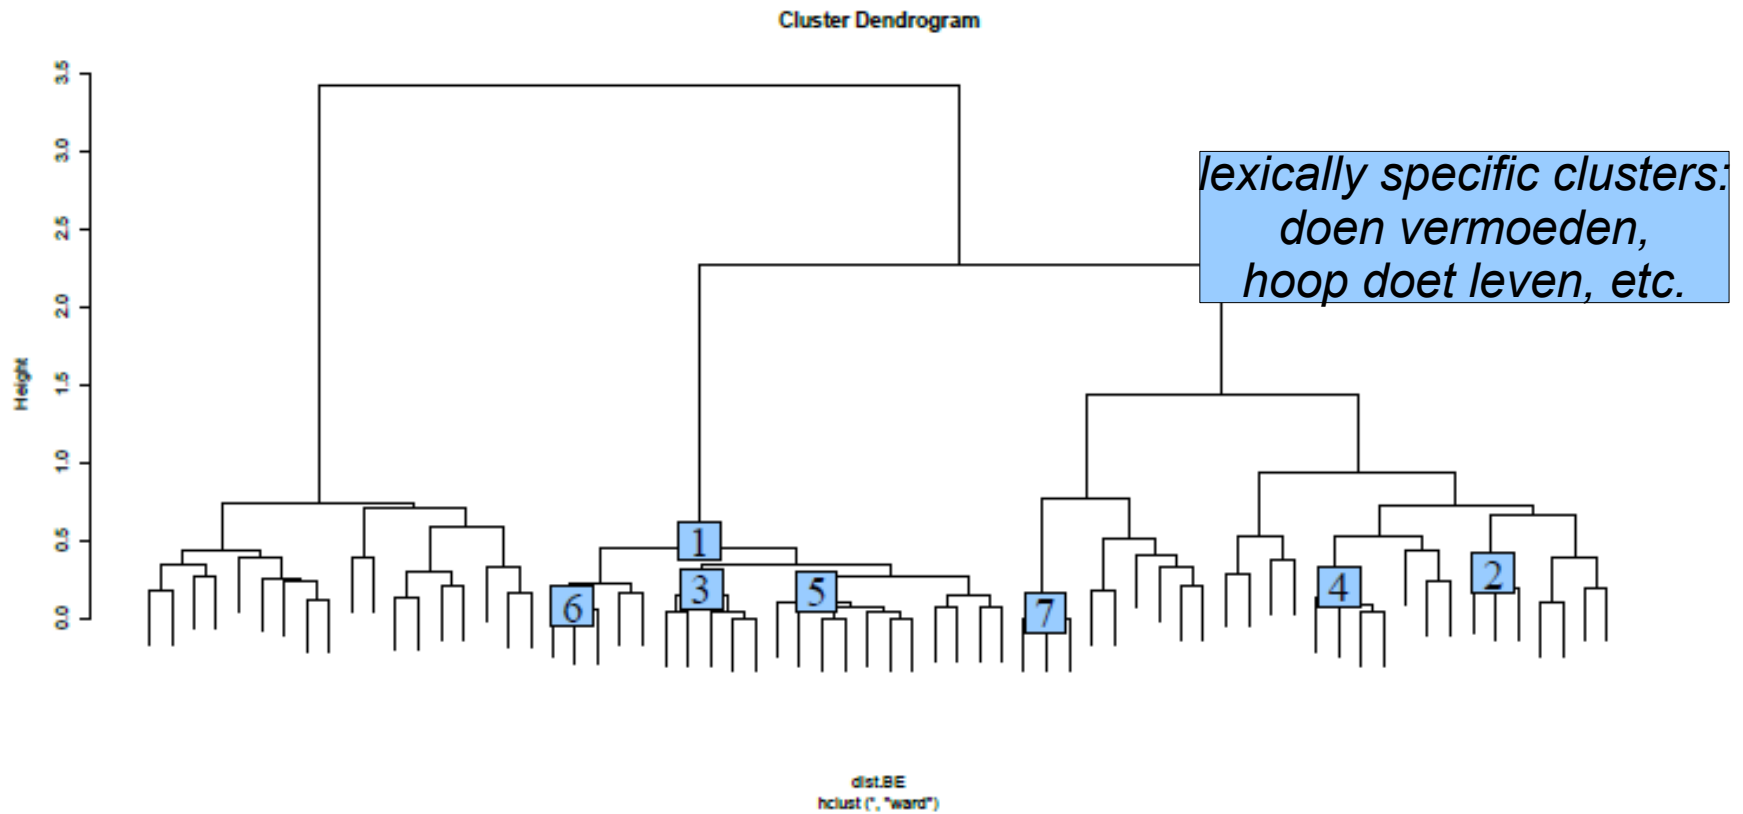 Cluster Dendrogram
3.5
3.0
2.5
2.0
1.5
1.0
0.5
0.0
Height
lexically specific clusters:
doen vermoeden,
hoop doet leven, etc.
1
3
5
6
7
4
2
dist.BE
hclust (*, "ward")